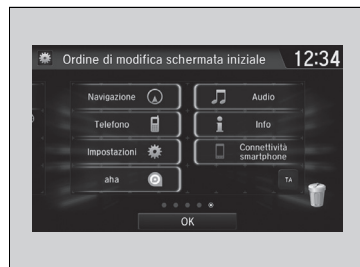 Ordine di modifica schermata iniziale 12:34
Navigazione
Audio
Telefono
Info
Impostazioni
Connettività
smartphone
aha
TA
OK